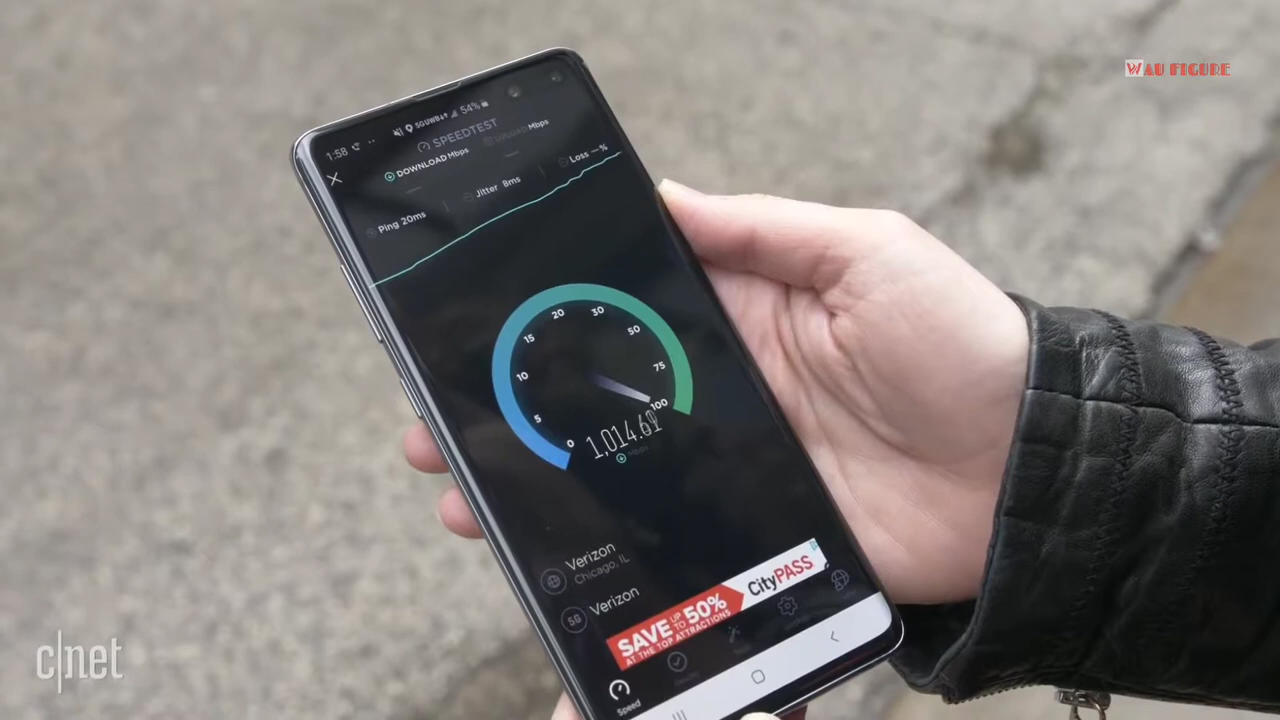 WAU FIGURE
1:58
54%
SPEEDTEST
DOWNLOAD Mbps
UPLOAD Mbps
Ping 20ms
Jitter 8ms
Loss —%
0
5
10
15
20
30
50
75
100
1,014.61
Mbps
Verizon
Chicago, IL
5G
Verizon
SAVE UP TO 50%
AT THE TOP ATTRACTIONS
CityPASS
Speed
c|net